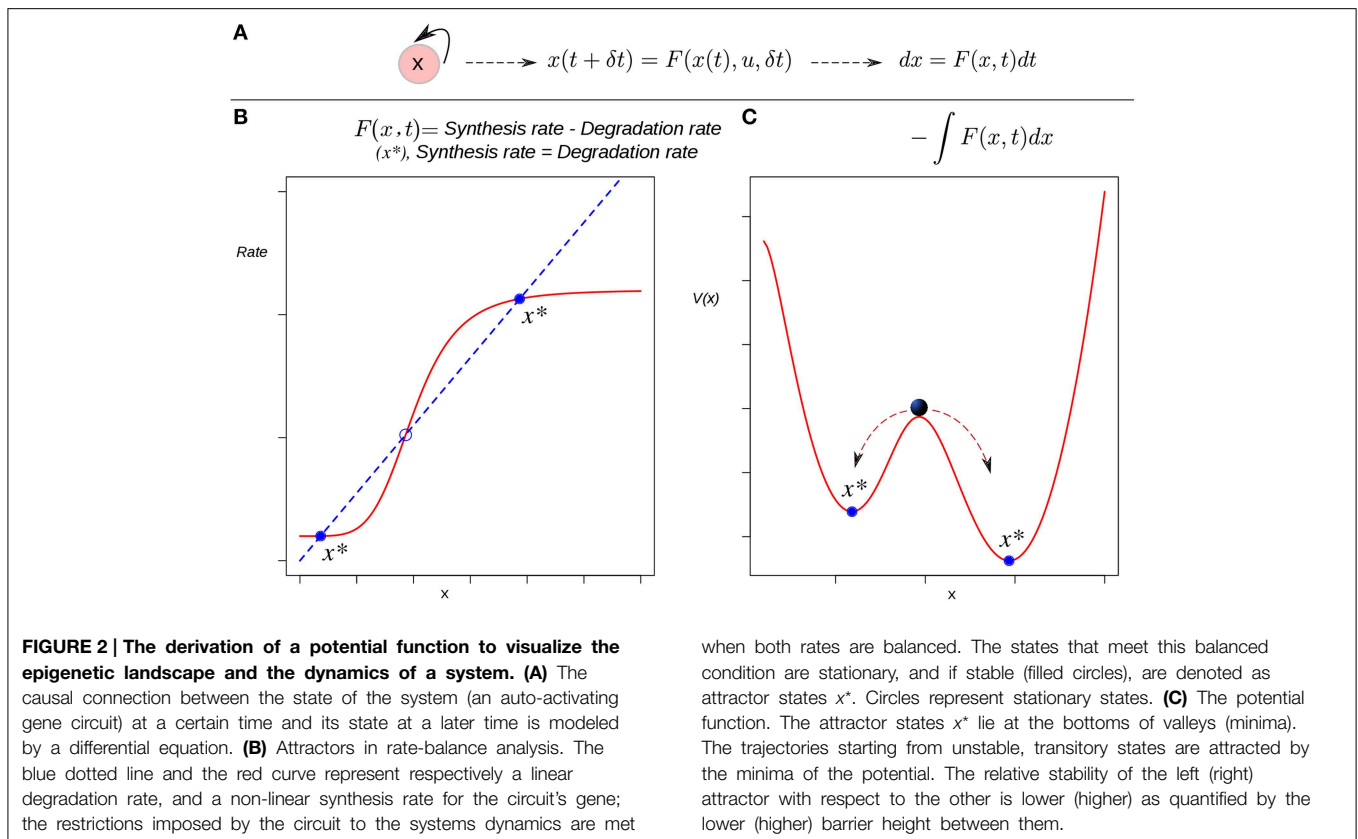 A
x
x(t + δt) = F(x(t), u, δt)
dx = F(x, t)dt
B
F(x,t)= Synthesis rate - Degradation rate
(x*), Synthesis rate = Degradation rate
Rate
x*
x*
x
C
− ∫ F(x, t)dx
V(x)
x*
x*
x
FIGURE 2 | The derivation of a potential function to visualize the
epigenetic landscape and the dynamics of a system. (A) The
causal connection between the state of the system (an auto-activating
gene circuit) at a certain time and its state at a later time is modeled
by a differential equation. (B) Attractors in rate-balance analysis. The
blue dotted line and the red curve represent respectively a linear
degradation rate, and a non-linear synthesis rate for the circuit's gene;
the restrictions imposed by the circuit to the systems dynamics are met
when both rates are balanced. The states that meet this balanced
condition are stationary, and if stable (filled circles), are denoted as
attractor states x*. Circles represent stationary states. (C) The potential
function. The attractor states x* lie at the bottoms of valleys (minima).
The trajectories starting from unstable, transitory states are attracted by
the minima of the potential. The relative stability of the left (right)
attractor with respect to the other is lower (higher) as quantified by the
lower (higher) barrier height between them.